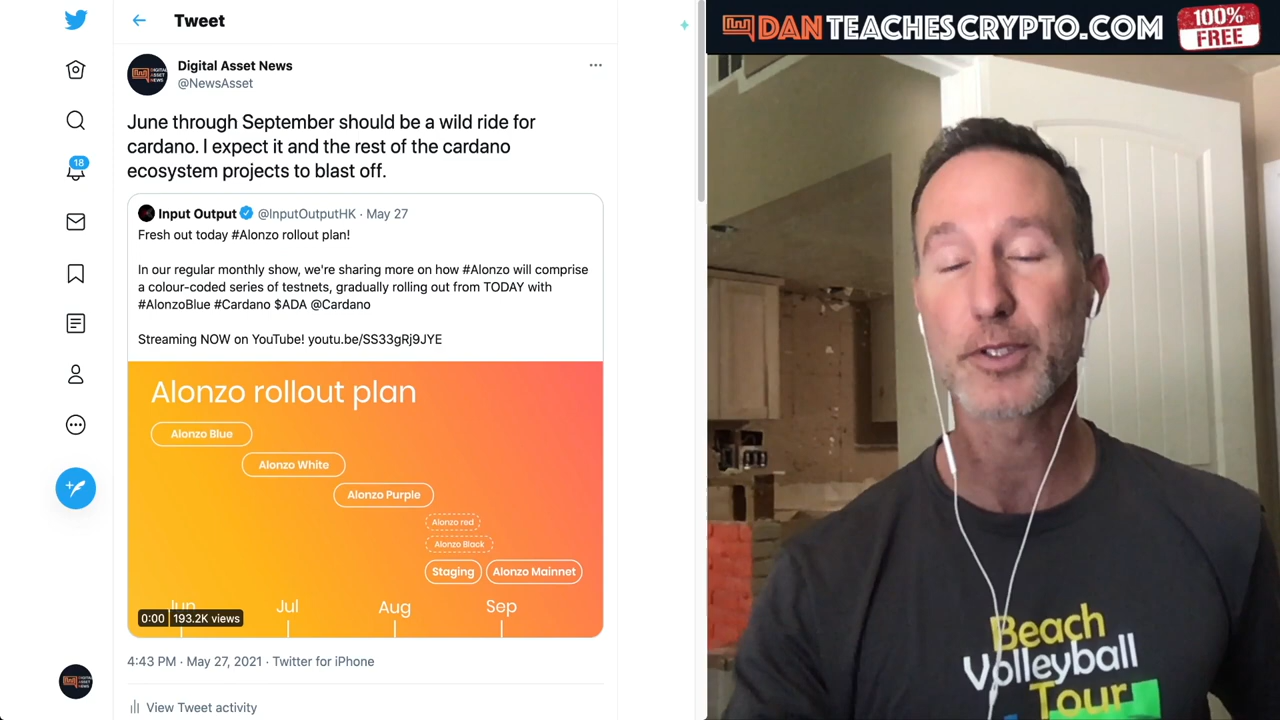 Tweet
Digital Asset News
@NewsAsset
June through September should be a wild ride for
cardano. I expect it and the rest of the cardano
ecosystem projects to blast off.
Input Output @InputOutputHK · May 27
Fresh out today #Alonzo rollout plan!
In our regular monthly show, we're sharing more on how #Alonzo will comprise
a colour-coded series of testnets, gradually rolling out from TODAY with
#AlonzoBlue #Cardano $ADA @Cardano
Streaming NOW on YouTube! youtu.be/SS33gRj9JYE
Alonzo rollout plan
Alonzo Blue
Alonzo White
Alonzo Purple
Alonzo red
Alonzo Black
Staging
Alonzo Mainnet
Jun
Jul
Aug
Sep
0:00
193.2K views
4:43 PM · May 27, 2021 · Twitter for iPhone
View Tweet activity
18
DANTEACHESCRYPTO.COM
100%
FREE
Beach
Volleyball
Tour